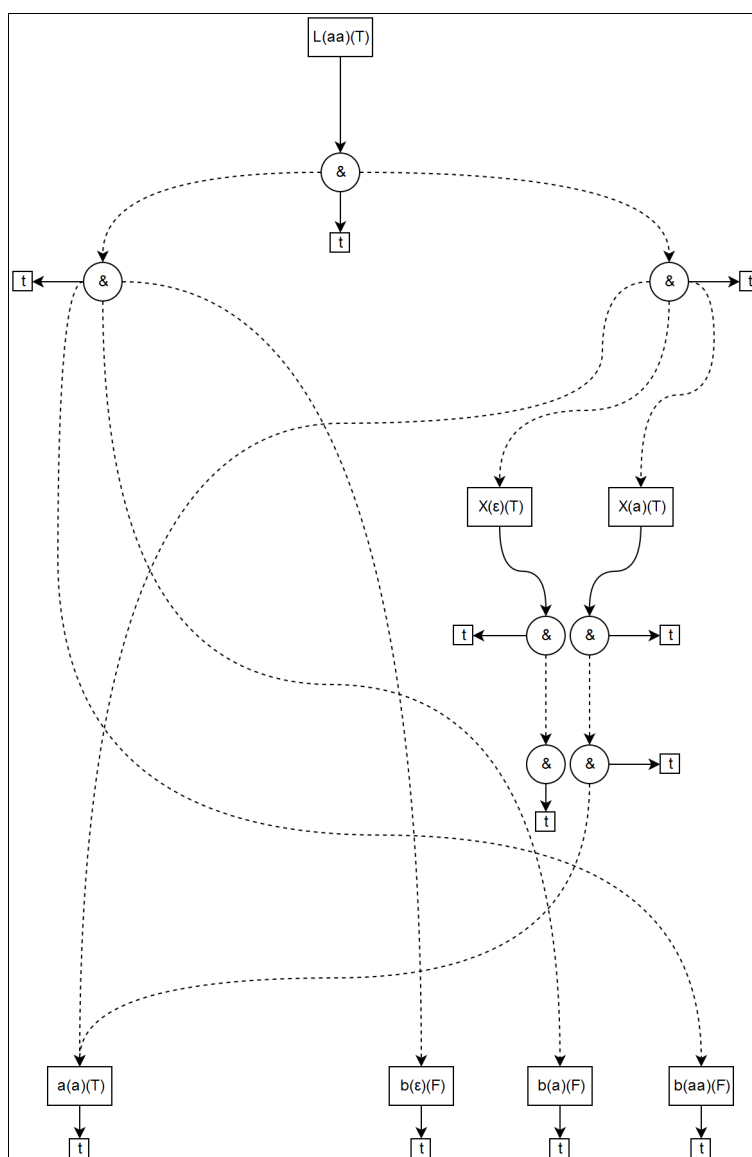 L(aa)(T)
&
t
t
&
&
t
X(ε)(T)
X(a)(T)
t
&
&
t
&
&
t
t
a(a)(T)
b(ε)(F)
b(a)(F)
b(aa)(F)
t
t
t
t